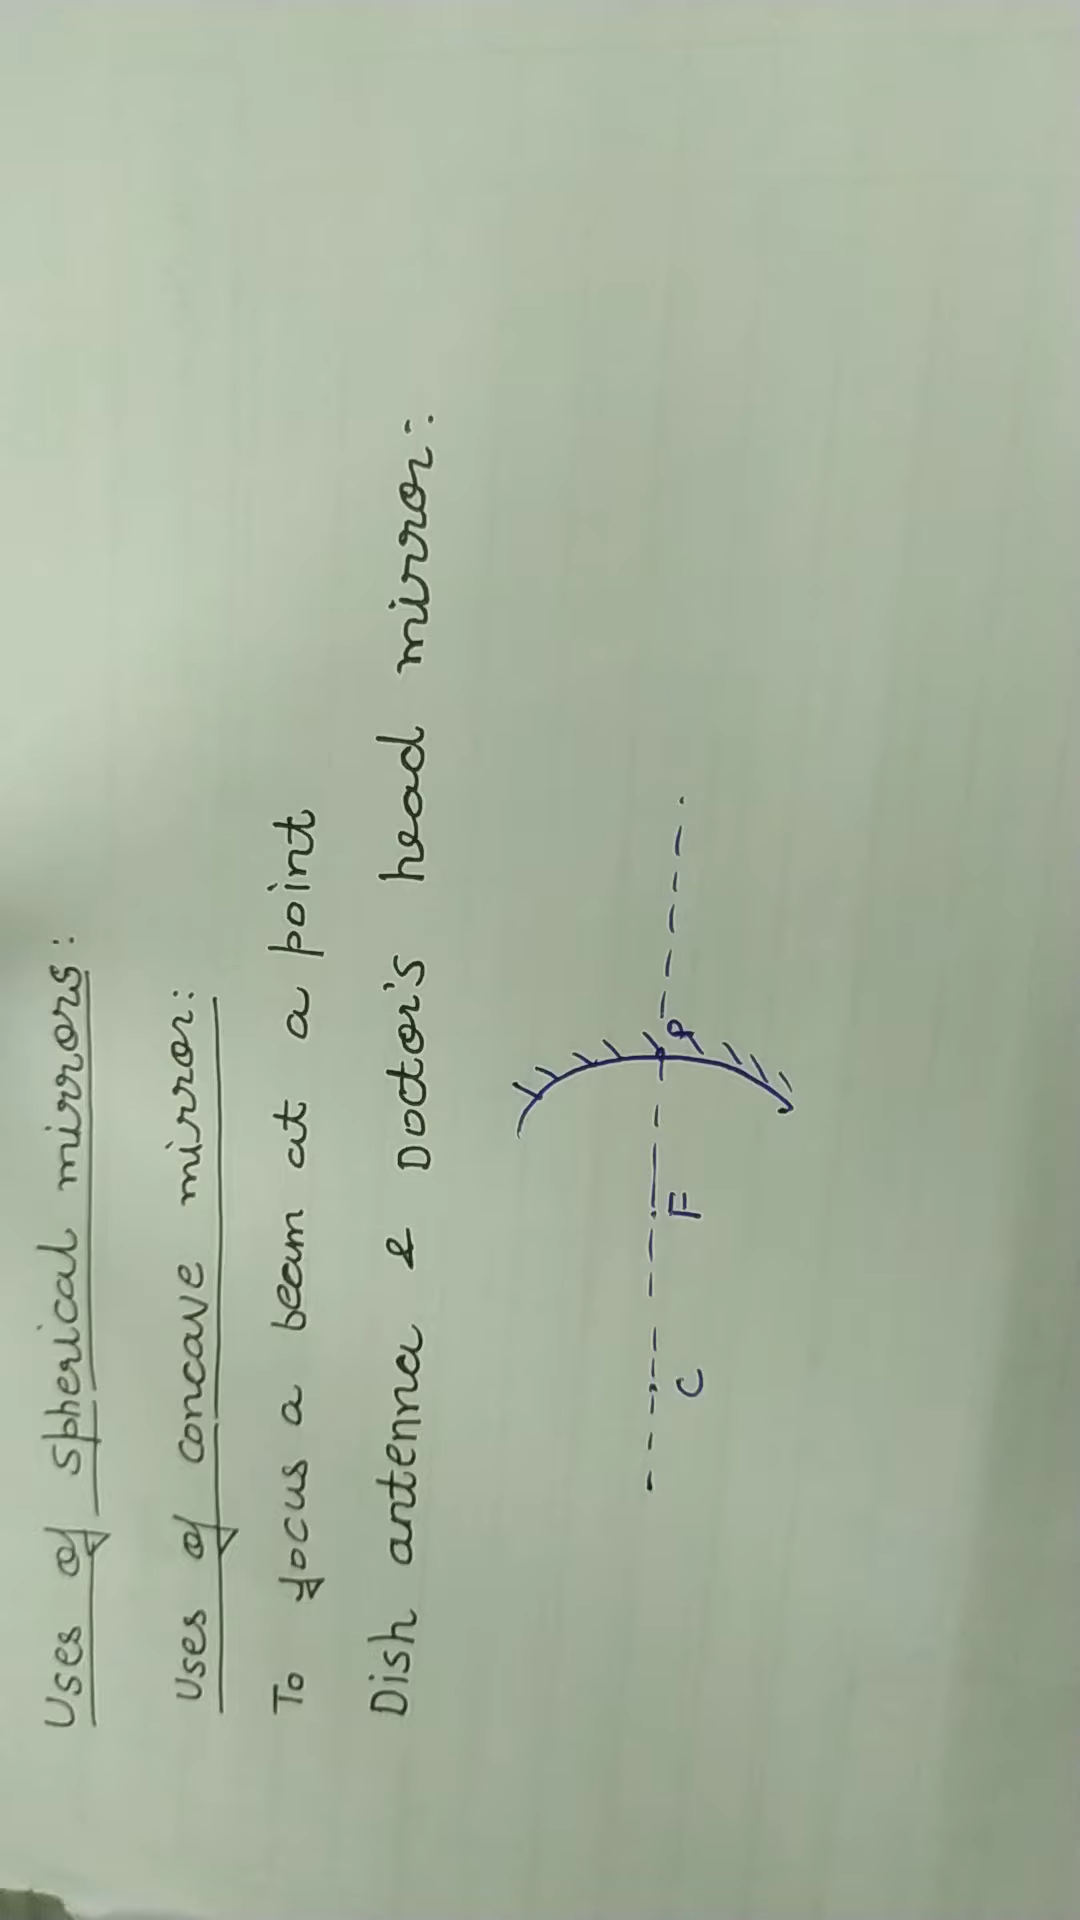 Uses of spherical mirrors:
Uses of concave mirror:
To focus a beam at a point
Dish antenna & Doctor's head mirror:
C F P